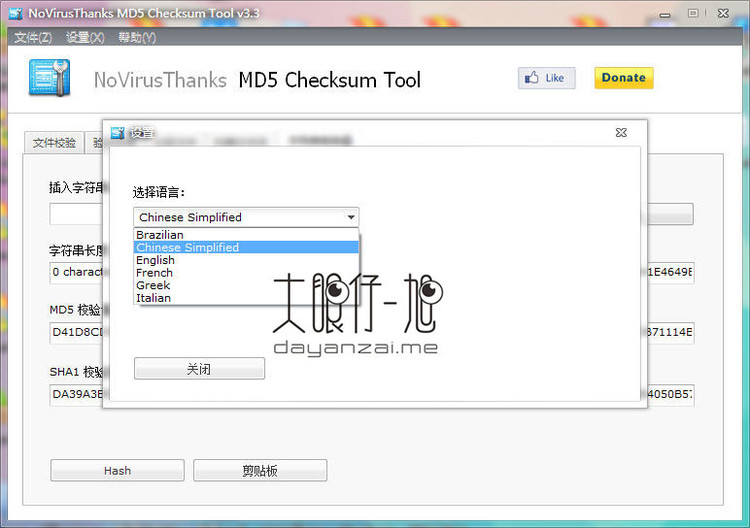 NoVirusThanks MD5 Checksum Tool v3.3
文件(Z) 设置(X) 帮助(Y)
NoVirusThanks MD5 Checksum Tool
Like
Donate
设置
文件校验
选择语言:
插入字符串
Chinese Simplified
Brazilian
Chinese Simplified
English
French
Greek
Italian
字符串长度
0 charact
1E4649E
大眼仔~旭
dayanzai.me
MD5 校验
D41D8CD
371114E
关闭
SHA1 校验
DA39A3E
4050B57
Hash
剪贴板